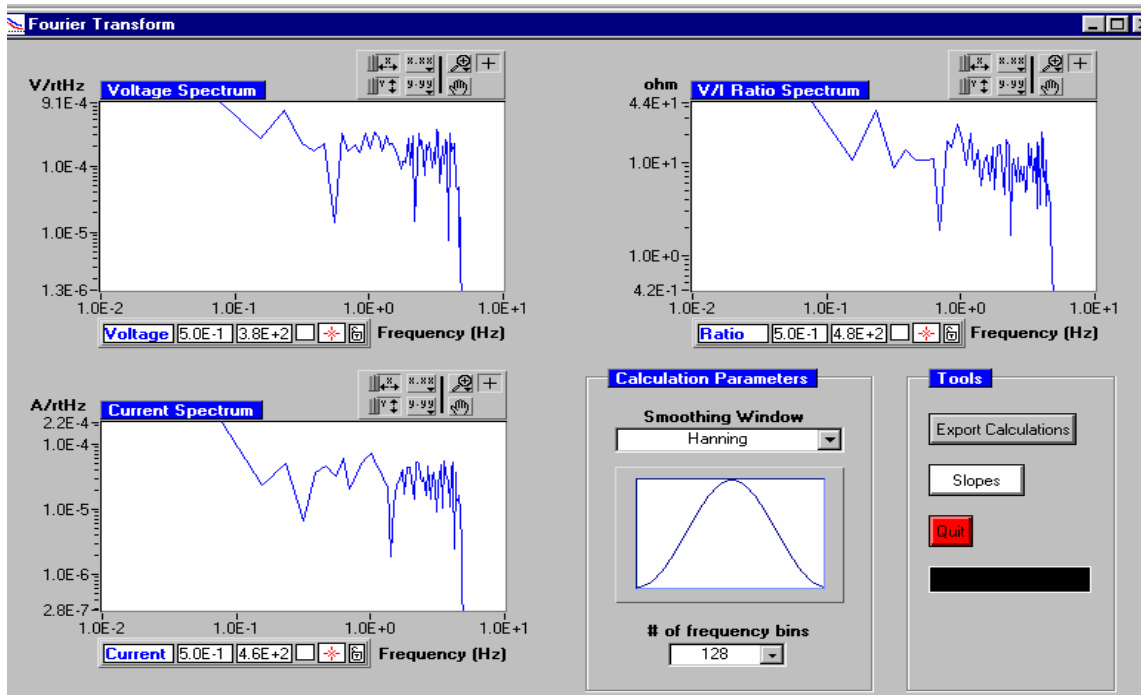 Fourier Transform
V/rtHz
Voltage Spectrum
9.1E-4
1.0E-4
1.0E-5
1.3E-6
1.0E-2 1.0E-1 1.0E+0 1.0E+1
Voltage 5.0E-1 3.8E+2 Frequency (Hz)
ohm
V/I Ratio Spectrum
4.4E+1
1.0E+1
1.0E+0
4.2E-1
1.0E-2 1.0E-1 1.0E+0 1.0E+1
Ratio 5.0E-1 4.8E+2 Frequency (Hz)
A/rtHz
Current Spectrum
2.2E-4
1.0E-4
1.0E-5
1.0E-6
2.8E-7
1.0E-2 1.0E-1 1.0E+0 1.0E+1
Current 5.0E-1 4.6E+2 Frequency (Hz)
Calculation Parameters
Smoothing Window
Hanning
# of frequency bins
128
Tools
Export Calculations
Slopes
Quit